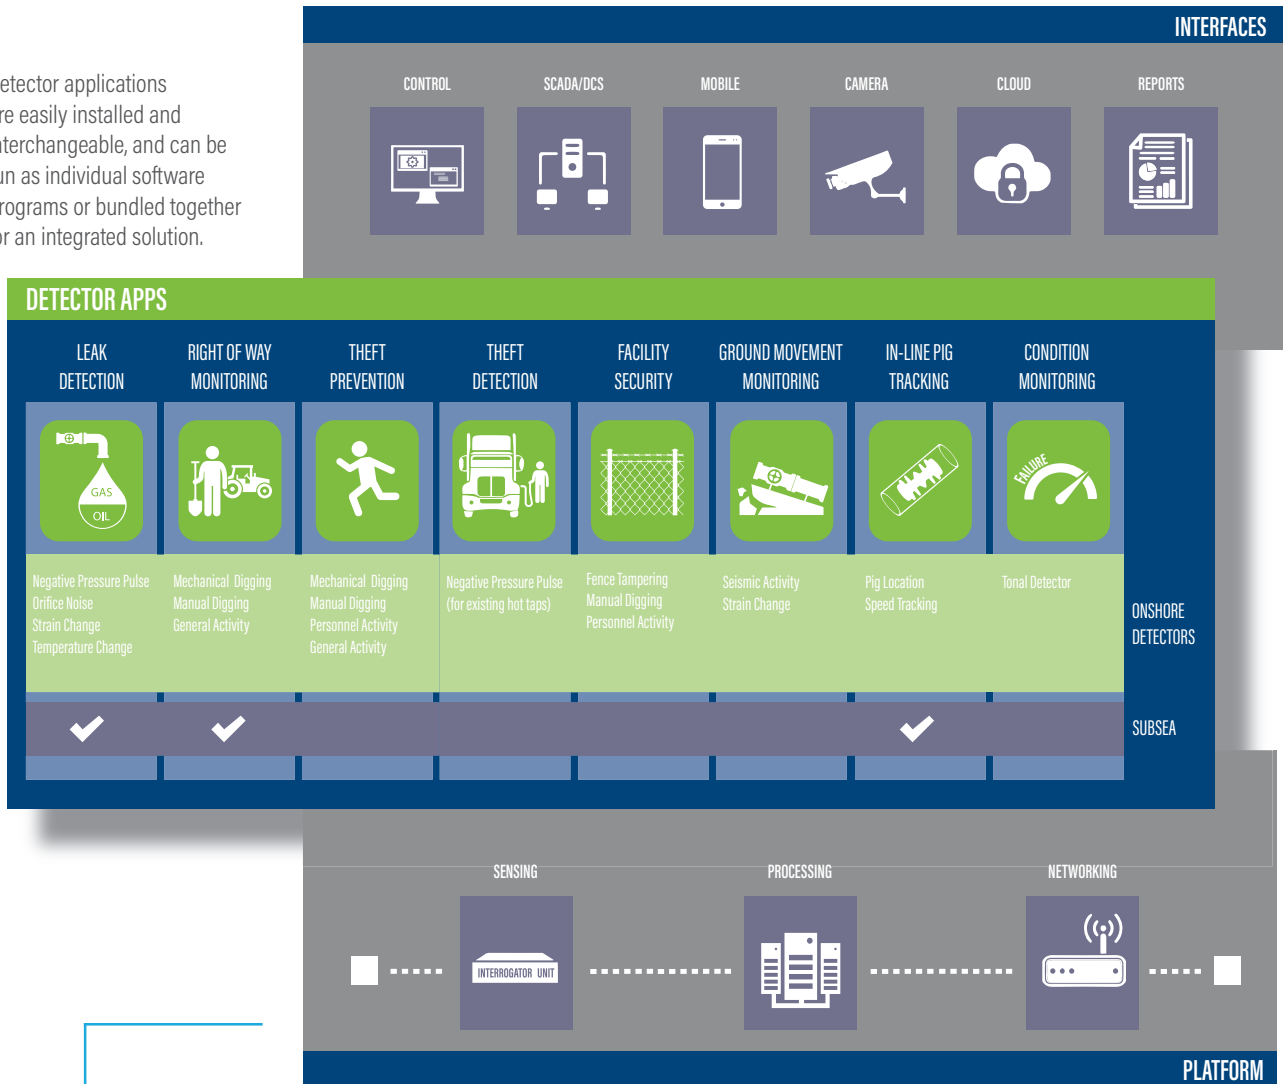 INTERFACES
etector applications
re easily installed and
nterchangeable, and can be
un as individual software
rograms or bundled together
or an integrated solution.
CONTROL
SCADA/DCS
MOBILE
CAMERA
CLOUD
REPORTS
DETECTOR APPS
LEAK
DETECTION
RIGHT OF WAY
MONITORING
THEFT
PREVENTION
THEFT
DETECTION
FACILITY
SECURITY
GROUND MOVEMENT
MONITORING
IN-LINE PIG
TRACKING
CONDITION
MONITORING
GAS
OIL
FAILURE
Negative Pressure Pulse
Orifice Noise
Strain Change
Temperature Change
Mechanical Digging
Manual Digging
General Activity
Mechanical Digging
Manual Digging
Personnel Activity
General Activity
Negative Pressure Pulse
(for existing hot taps)
Fence Tampering
Manual Digging
Personnel Activity
Seismic Activity
Strain Change
Pig Location
Speed Tracking
Tonal Detector
ONSHORE
DETECTORS
SUBSEA
SENSING
PROCESSING
NETWORKING
INTERROGATOR UNIT
PLATFORM